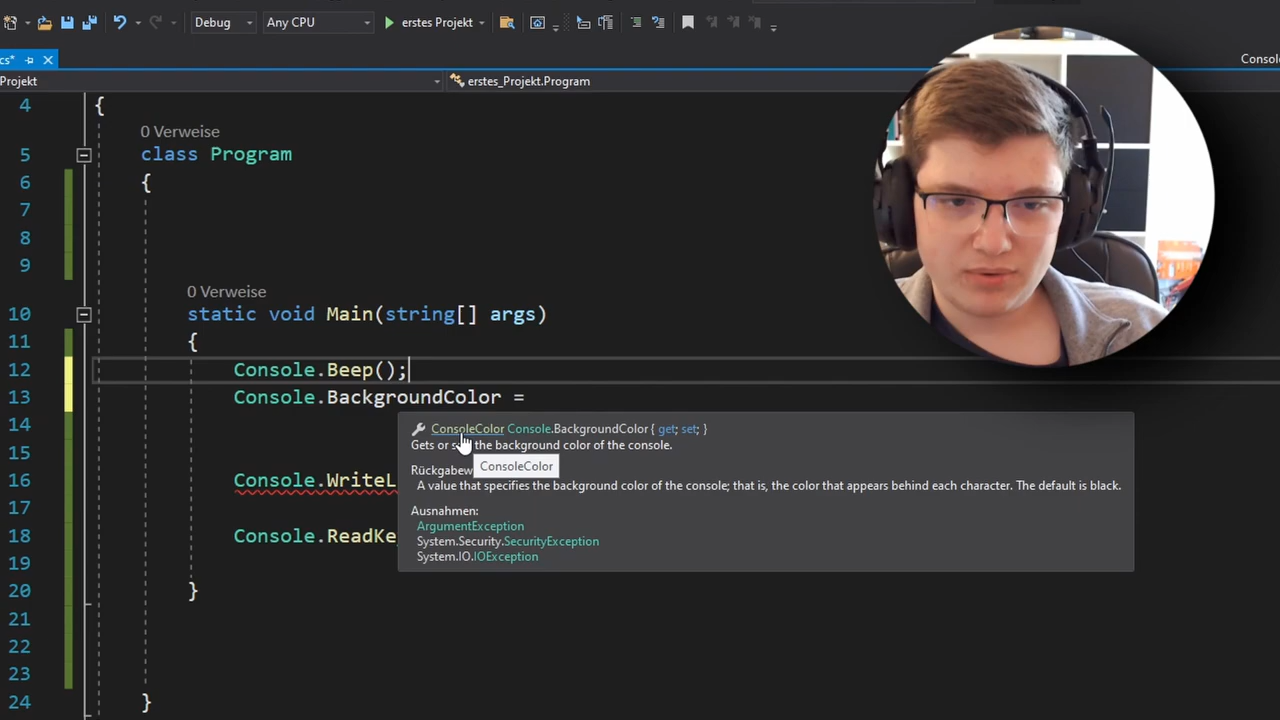 Debug
Any CPU
erstes Projekt
cs*
Consol
Projekt
erstes_Projekt.Program
4 {
0 Verweise
5 class Program
6 {
7
8
9
0 Verweise
10 static void Main(string[] args)
11 {
12 Console.Beep();
13 Console.BackgroundColor =
14
ConsoleColor Console.BackgroundColor { get; set; }
Gets or s the background color of the console.
15
ConsoleColor
Rückgabew
16 Console.WriteL
A value that specifies the background color of the console; that is, the color that appears behind each character. The default is black.
17
Ausnahmen:
ArgumentException
18 Console.ReadKe
System.Security.SecurityException
System.IO.IOException
19
20 }
21
22
23
24 }